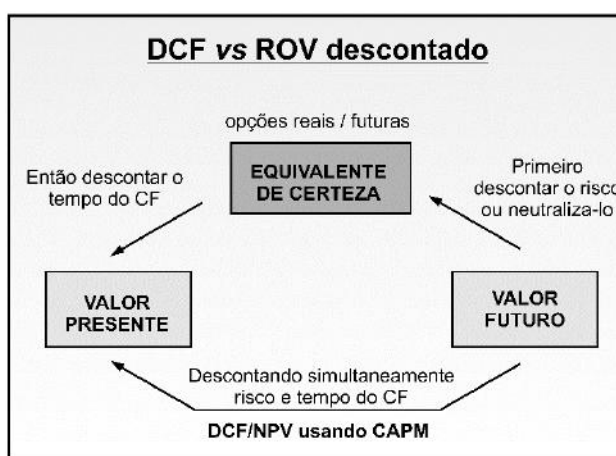 DCF vs ROV descontado
opções reais / futuras
EQUIVALENTE
DE CERTEZA
Primeiro
descontar o risco
ou neutraliza-lo
Então descontar o
tempo do CF
VALOR
PRESENTE
VALOR
FUTURO
Descontando simultaneamente
risco e tempo do CF
DCF/NPV usando CAPM